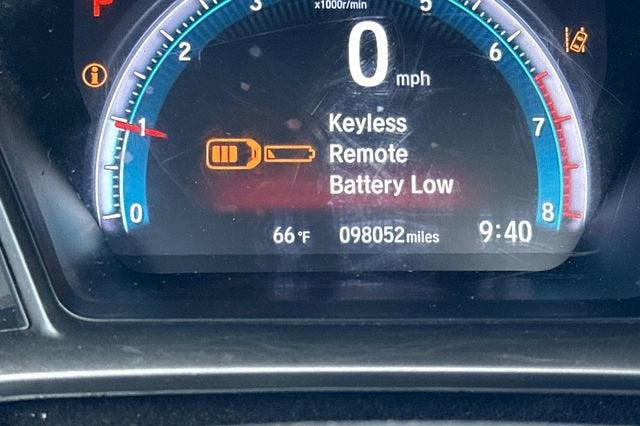 P
3 x1000r/min 5
2 6
0 mph
1 7
Keyless
Remote
Battery Low
0 8
66°F 098052miles 9:40